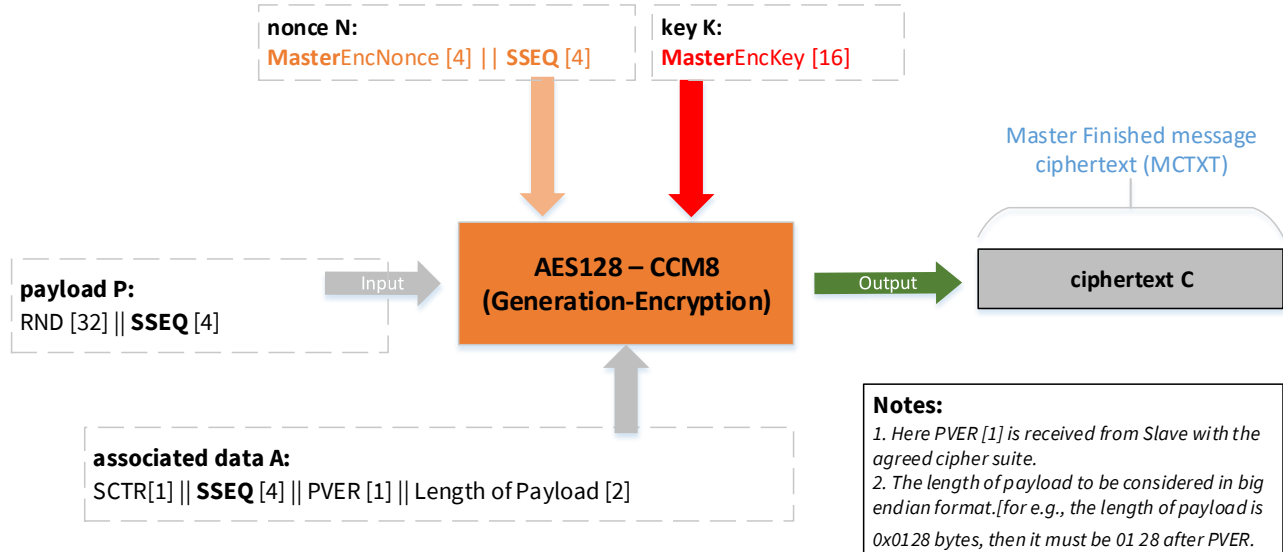 nonce N:
MasterEncNonce [4] || SSEQ [4]
key K:
MasterEncKey [16]
Master Finished message
ciphertext (MCTXT)
payload P:
RND [32] || SSEQ [4]
Input
AES128 – CCM8
(Generation-Encryption)
Output
ciphertext C
associated data A:
SCTR[1] || SSEQ [4] || PVER [1] || Length of Payload [2]
Notes:
1. Here PVER [1] is received from Slave with the
agreed cipher suite.
2. The length of payload to be considered in big
endian format.[for e.g., the length of payload is
0x0128 bytes, then it must be 01 28 after PVER.